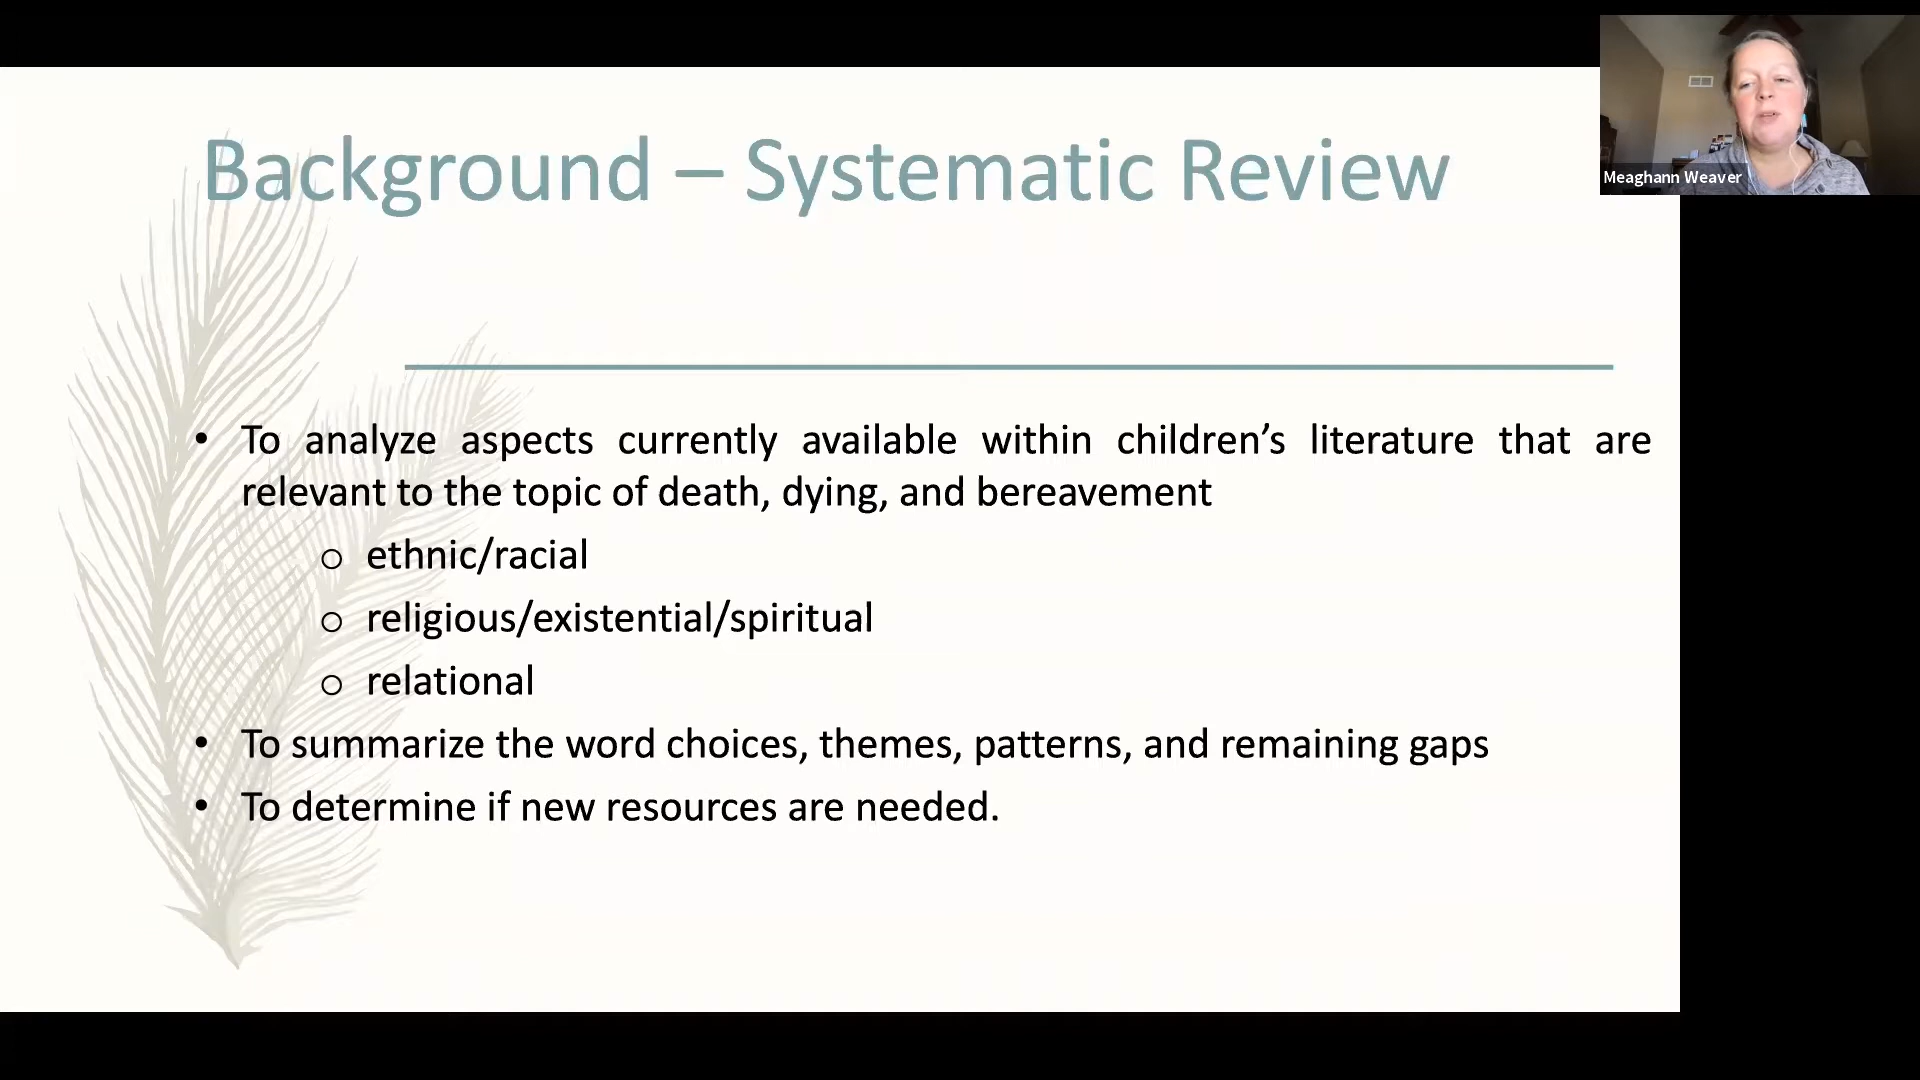 Background – Systematic Review
Meaghann Weaver
• To analyze aspects currently available within children’s literature that are
relevant to the topic of death, dying, and bereavement
o ethnic/racial
o religious/existential/spiritual
o relational
• To summarize the word choices, themes, patterns, and remaining gaps
• To determine if new resources are needed.